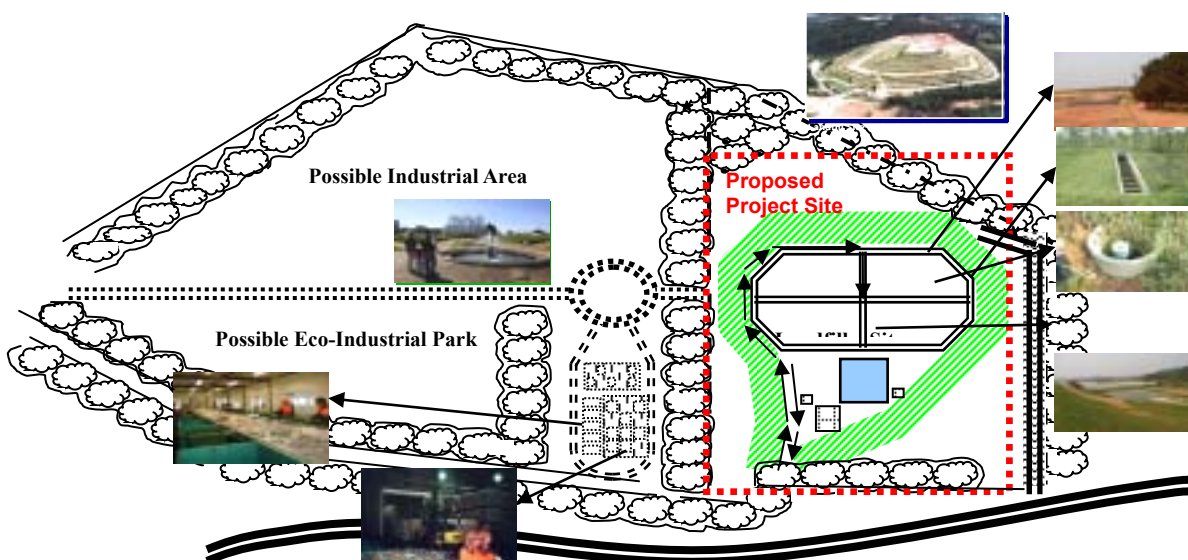 Possible Industrial Area
Proposed
Project Site
Possible Eco-Industrial Park